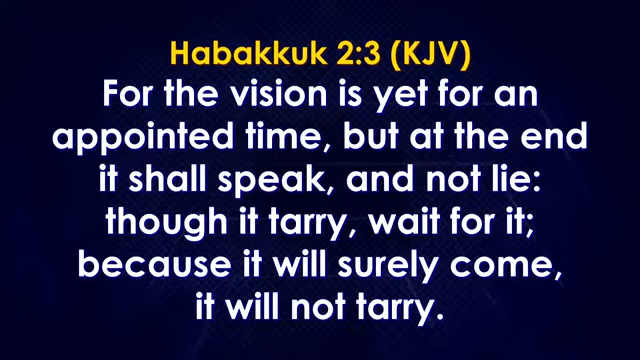 Habakkuk 2:3 (KJV)
For the vision is yet for an
appointed time, but at the end
it shall speak, and not lie:
though it tarry, wait for it;
because it will surely come,
it will not tarry.